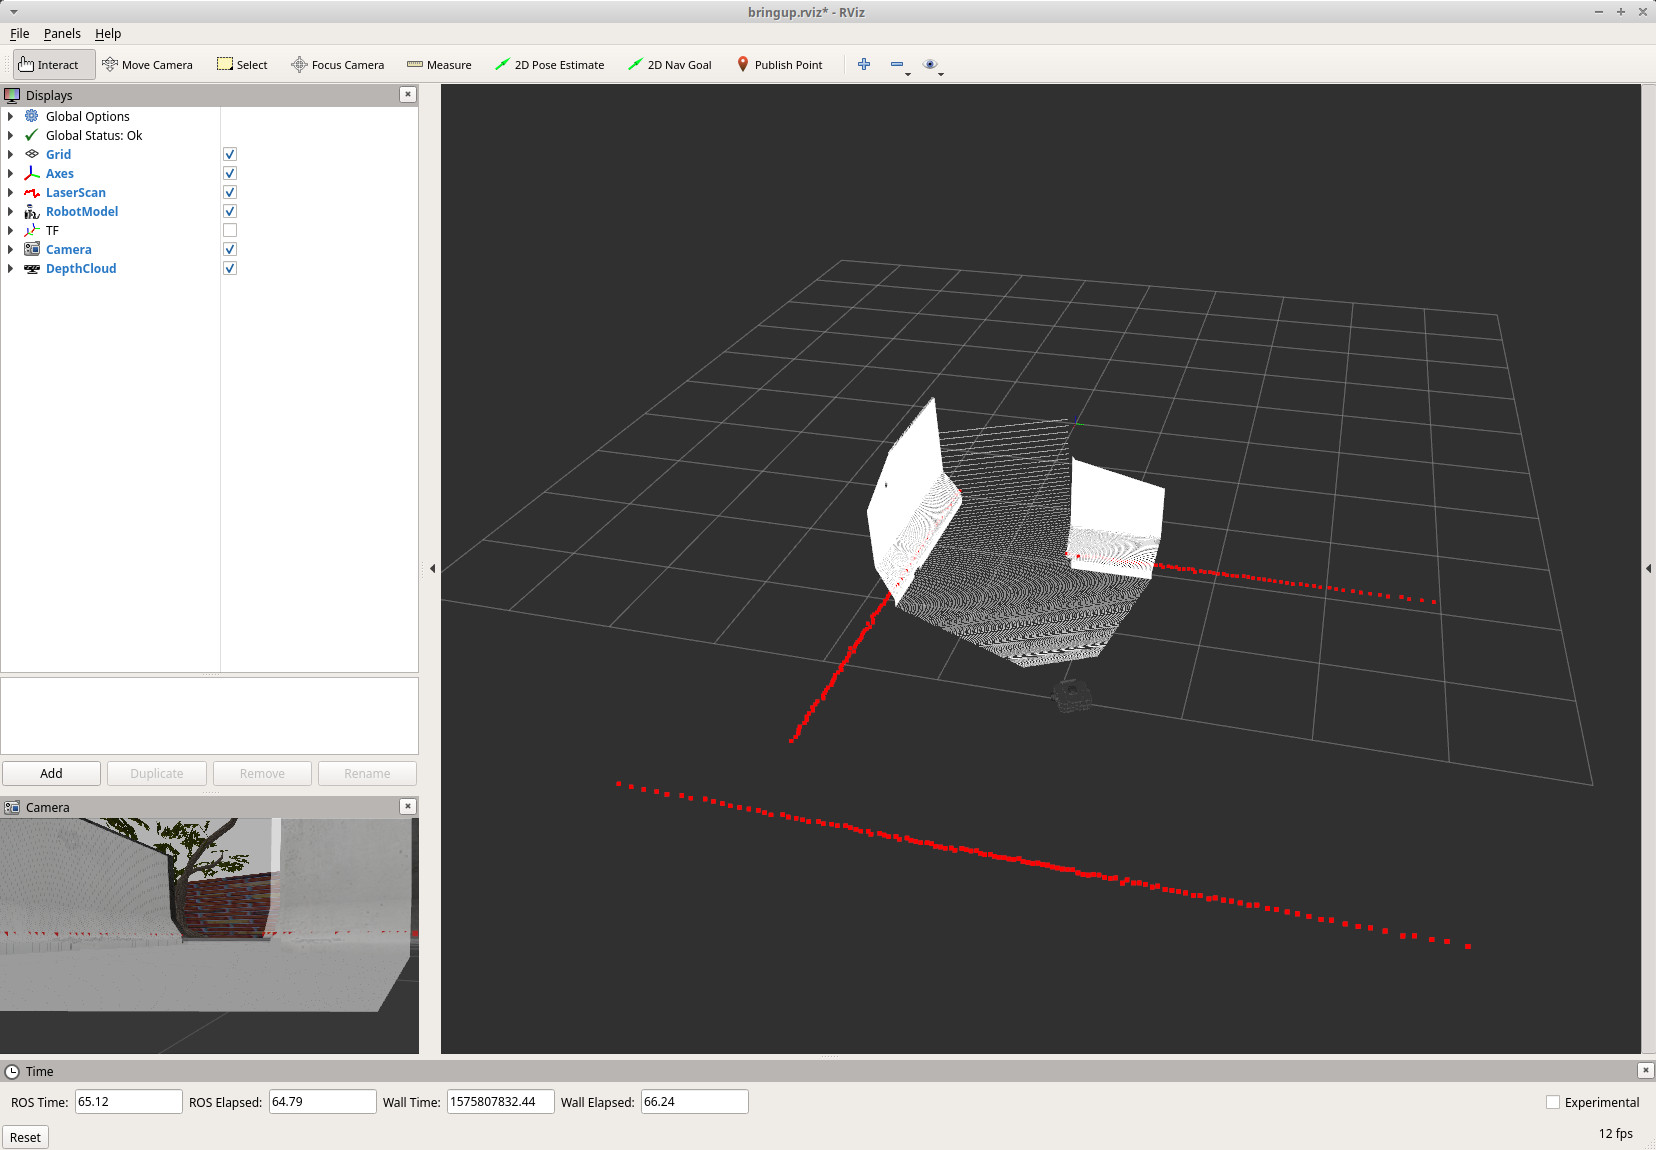 bringup.rviz* - RViz
File Panels Help
Interact Move Camera Select Focus Camera Measure 2D Pose Estimate 2D Nav Goal Publish Point
Displays
Global Options
Global Status: Ok
Grid
Axes
LaserScan
RobotModel
TF
Camera
DepthCloud
Add Duplicate Remove Rename
Camera
Time
ROS Time: 65.12 ROS Elapsed: 64.79 Wall Time: 1575807832.44 Wall Elapsed: 66.24 Experimental
Reset 12 fps